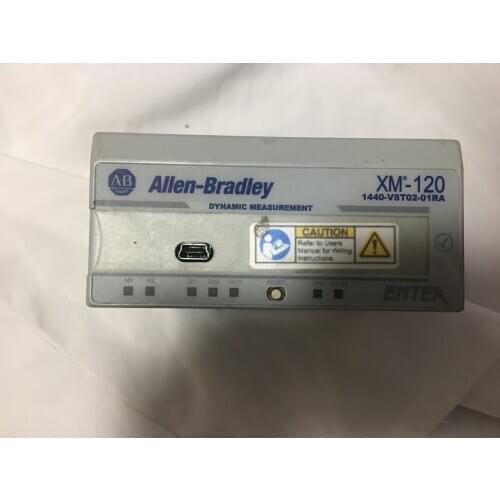 AB
Allen-Bradley
XM®-120
1440-VST02-01RA
DYNAMIC MEASUREMENT
CAUTION
Refer to Users
Manual for Wiring
Instructions
RESET
ENTEK